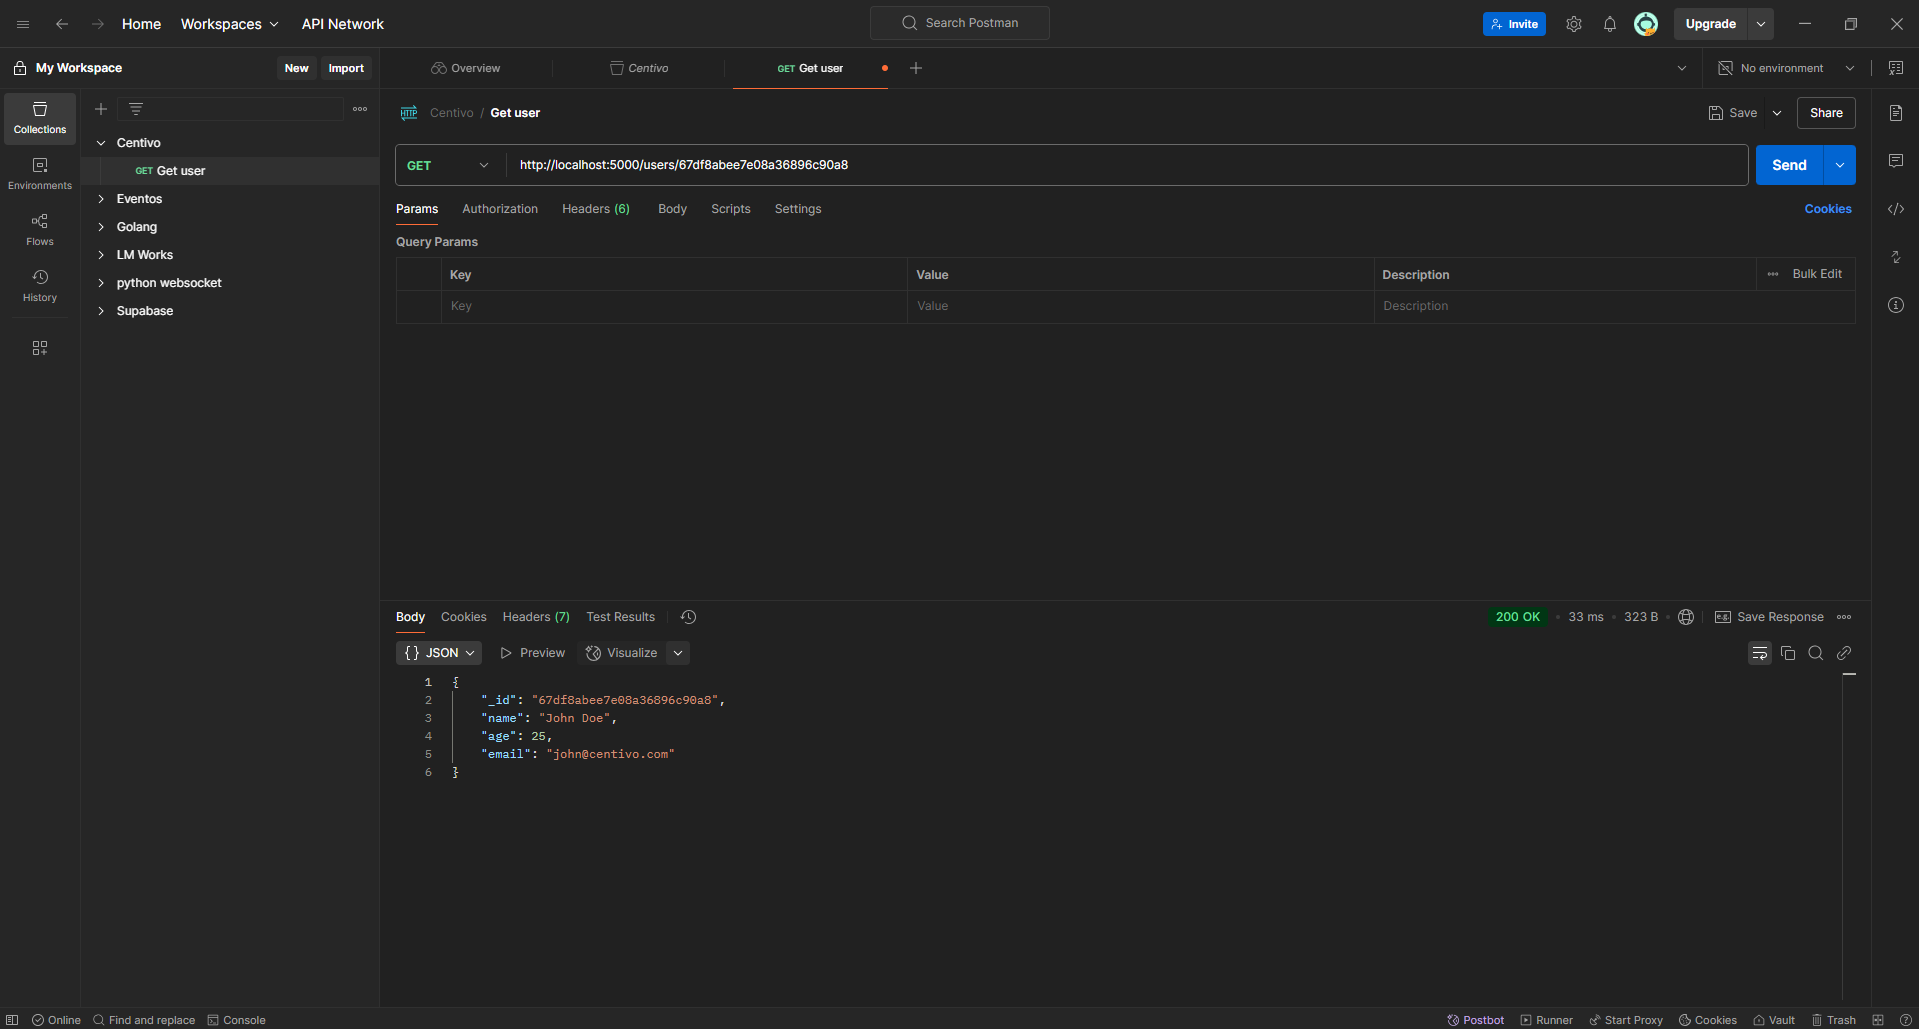 Home Workspaces API Network Search Postman Invite Upgrade
My Workspace New Import Overview Centivo GET Get user No environment
Collections
Environments
Flows
History
Centivo
GET Get user
Eventos
Golang
LM Works
python websocket
Supabase
HTTP Centivo / Get user Save Share
GET http://localhost:5000/users/67df8abee7e08a36896c90a8 Send
Params Authorization Headers (6) Body Scripts Settings Cookies
Query Params
Key Value Description Bulk Edit
Key Value Description
Body Cookies Headers (7) Test Results 200 OK • 33 ms • 323 B • e.g. Save Response
{} JSON Preview Visualize
1 {
2 "_id": "67df8abee7e08a36896c90a8",
3 "name": "John Doe",
4 "age": 25,
5 "email": "john@centivo.com"
6 }
Online Find and replace Console Postbot Runner Start Proxy Cookies Vault Trash